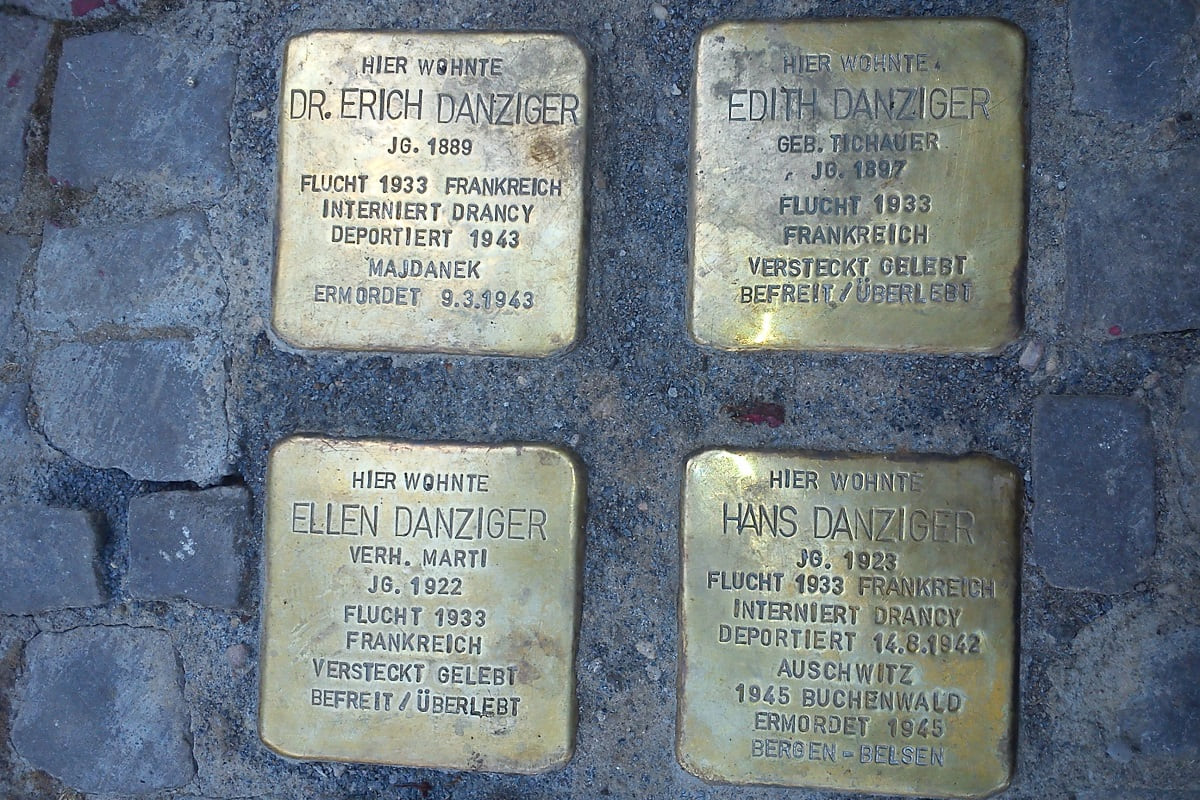 HIER WOHNTE
DR. ERICH DANZIGER
JG. 1889
FLUCHT 1933 FRANKREICH
INTERNIERT DRANCY
DEPORTIERT 1943
MAJDANEK
ERMORDET 9.3.1943
HIER WOHNTE
EDITH DANZIGER
GEB. TICHAUER
JG. 1897
FLUCHT 1933
FRANKREICH
VERSTECKT GELEBT
BEFREIT/ÜBERLEBT
HIER WOHNTE
ELLEN DANZIGER
VERH. MARTI
JG. 1922
FLUCHT 1933
FRANKREICH
VERSTECKT GELEBT
BEFREIT/ÜBERLEBT
HIER WOHNTE
HANS DANZIGER
JG. 1923
FLUCHT 1933 FRANKREICH
INTERNIERT DRANCY
DEPORTIERT 14.8.1942
AUSCHWITZ
1945 BUCHENWALD
ERMORDET 1945
BERGEN-BELSEN